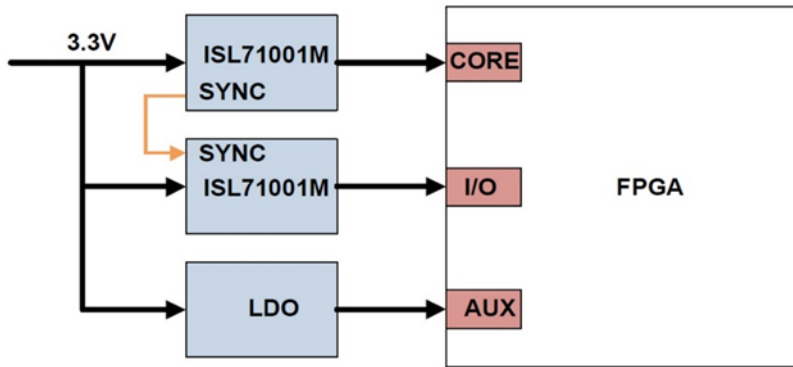 3.3V
ISL71001M
SYNC
CORE
SYNC
ISL71001M
I/O
FPGA
LDO
AUX